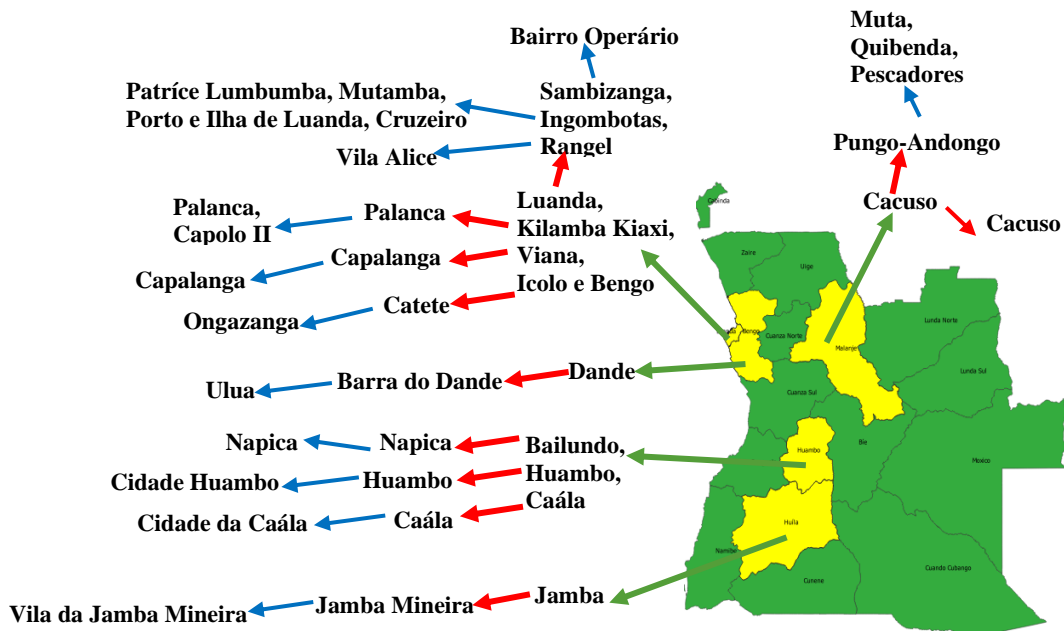 Bairro Operário
Muta,
Quibenda,
Pescadores
Patríce Lumbumba, Mutamba,
Porto e Ilha de Luanda, Cruzeiro
Sambizanga,
Ingombotas,
Rangel
Vila Alice
Pungo-Andongo
Cacuso
Cacuso
Palanca,
Capolo II
Palanca
Luanda,
Kilamba Kiaxi,
Viana,
Icolo e Bengo
Capalanga
Capalanga
Ongazanga
Catete
Ulua
Barra do Dande
Dande
Napica
Napica
Bailundo,
Huambo,
Caála
Cidade Huambo
Huambo
Cidade da Caála
Caála
Vila da Jamba Mineira
Jamba Mineira
Jamba
Cabinda
Zaire
Uige
Bengo
Cuanza Norte
Malanje
Lunda Norte
Lunda Sul
Cuanza Sul
Huambo
Bie
Moxico
Huila
Namibe
Cunene
Cuando Cubango